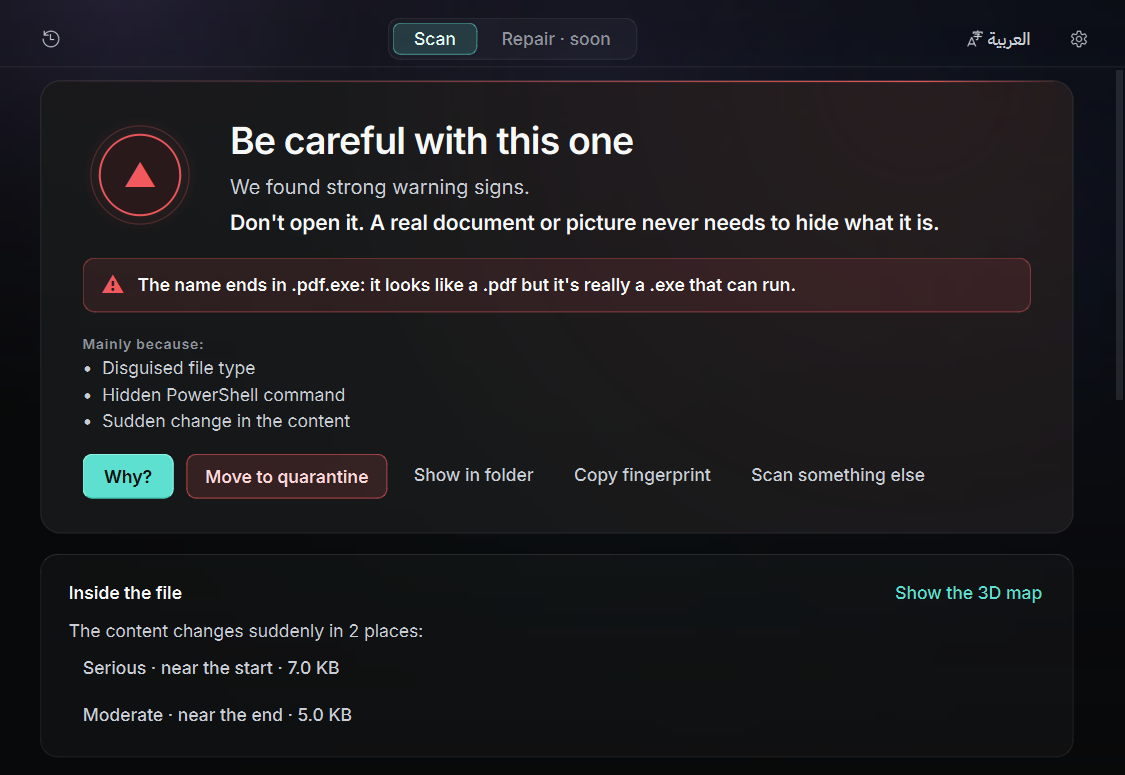 Scan
Repair · soon
العربية
Be careful with this one
We found strong warning signs.
Don't open it. A real document or picture never needs to hide what it is.
The name ends in .pdf.exe: it looks like a .pdf but it's really a .exe that can run.
Mainly because:
• Disguised file type
• Hidden PowerShell command
• Sudden change in the content
Why?
Move to quarantine
Show in folder
Copy fingerprint
Scan something else
Inside the file
Show the 3D map
The content changes suddenly in 2 places:
Serious · near the start · 7.0 KB
Moderate · near the end · 5.0 KB